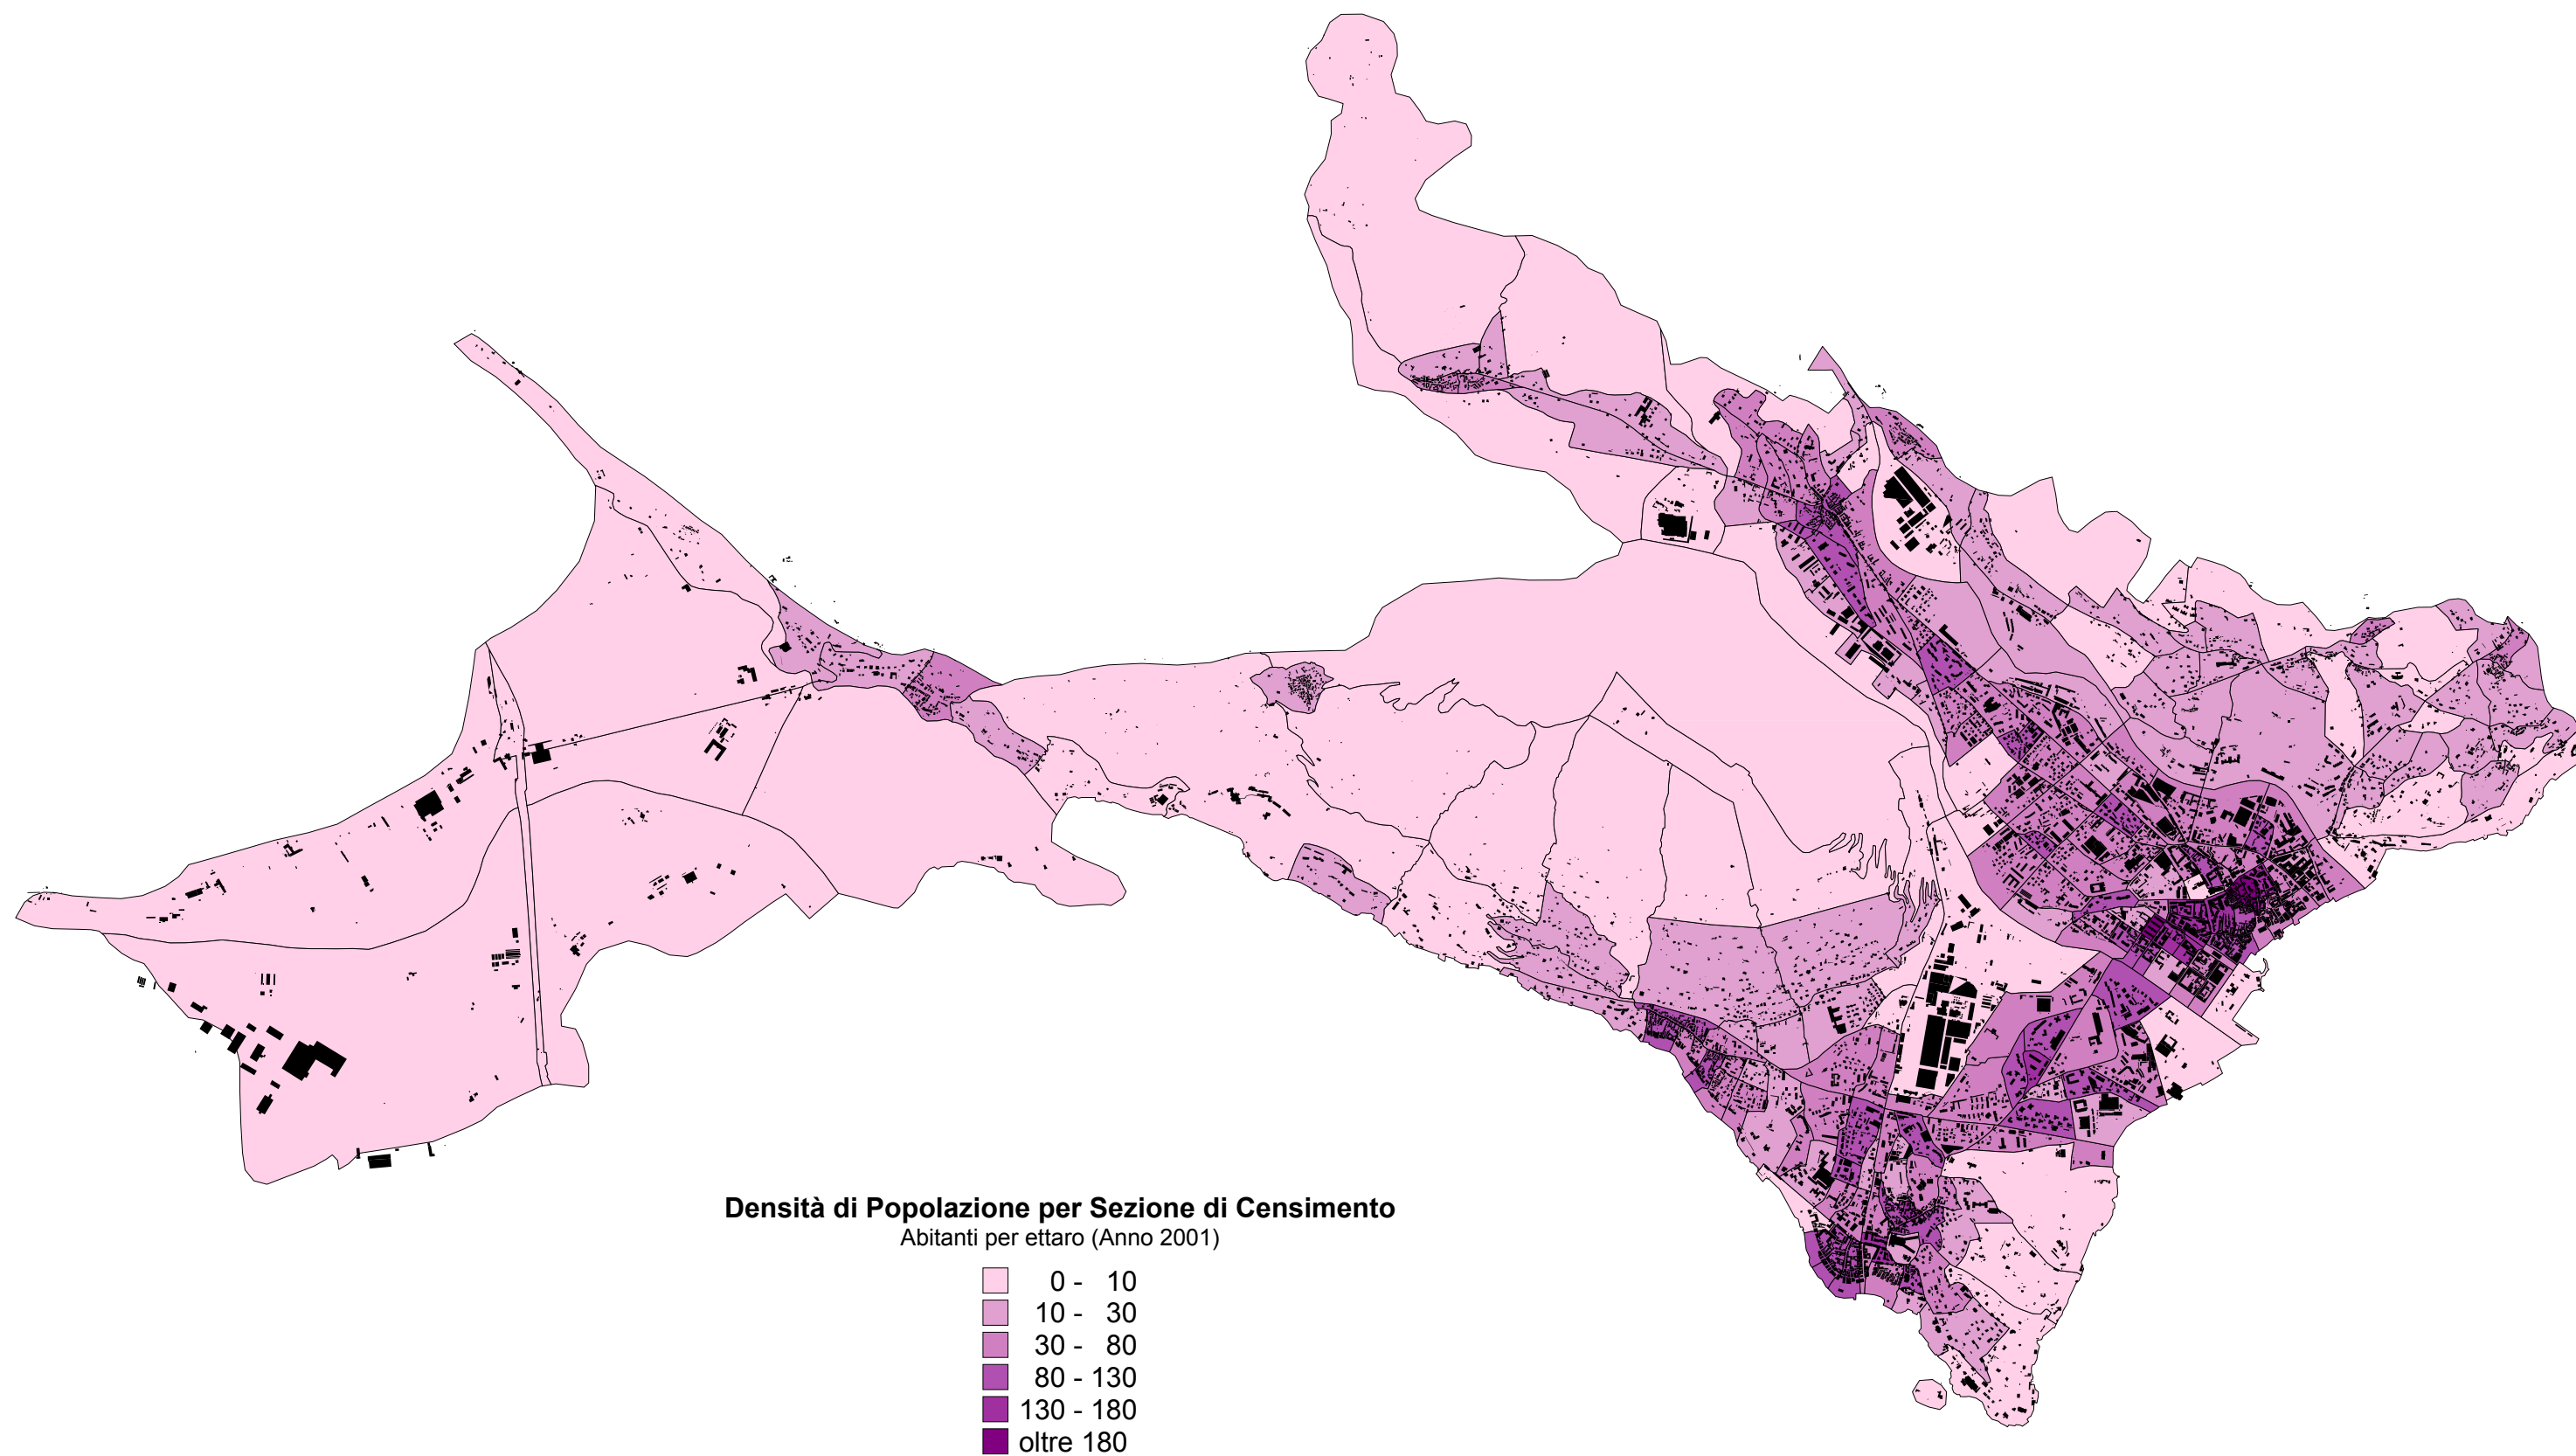 Densità di Popolazione per Sezione di Censimento
Abitanti per ettaro (Anno 2001)
0 - 10
10 - 30
30 - 80
80 - 130
130 - 180
oltre 180